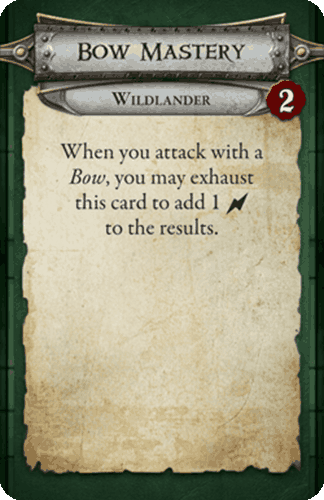 Bow Mastery
Wildlander
2
When you attack with a
Bow, you may exhaust
this card to add 1
to the results.